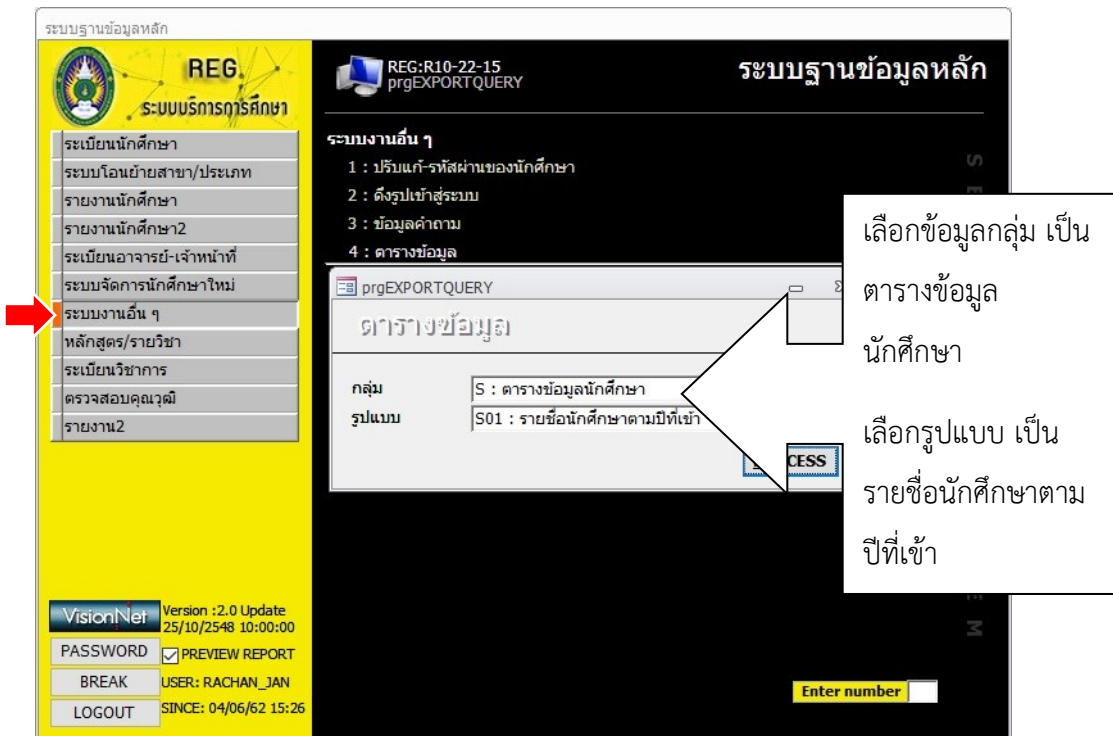 ระบบฐานข้อมูลหลัก
REG.
ระบบบริการการศึกษา
REG:R10-22-15
prgEXPORTQUERY
ระบบฐานข้อมูลหลัก
ระเบียนนักศึกษา
ระบบโอนย้ายสาขา/ประเภท
รายงานนักศึกษา
รายงานนักศึกษา2
ระเบียนอาจารย์-เจ้าหน้าที่
ระบบจัดการนักศึกษาใหม่
ระบบงานอื่น ๆ
หลักสูตร/รายวิชา
ระเบียนวิชาการ
ตรวจสอบคุณวุฒิ
รายงาน2
ระบบงานอื่น ๆ
1 : ปรับแก้-รหัสผ่านของนักศึกษา
2 : ดึงรูปเข้าสู่ระบบ
3 : ข้อมูลคำถาม
4 : ตารางข้อมูล
prgEXPORTQUERY
ตารางข้อมูล
กลุ่ม S : ตารางข้อมูลนักศึกษา
รูปแบบ S01 : รายชื่อนักศึกษาตามปีที่เข้า
CESS
เลือกข้อมูลกลุ่ม เป็น
ตารางข้อมูล
นักศึกษา
เลือกรูปแบบ เป็น
รายชื่อนักศึกษาตาม
ปีที่เข้า
VisionNet
Version :2.0 Update
25/10/2548 10:00:00
PASSWORD
PREVIEW REPORT
BREAK
USER: RACHAN_JAN
LOGOUT
SINCE: 04/06/62 15:26
Enter number
S
E
M